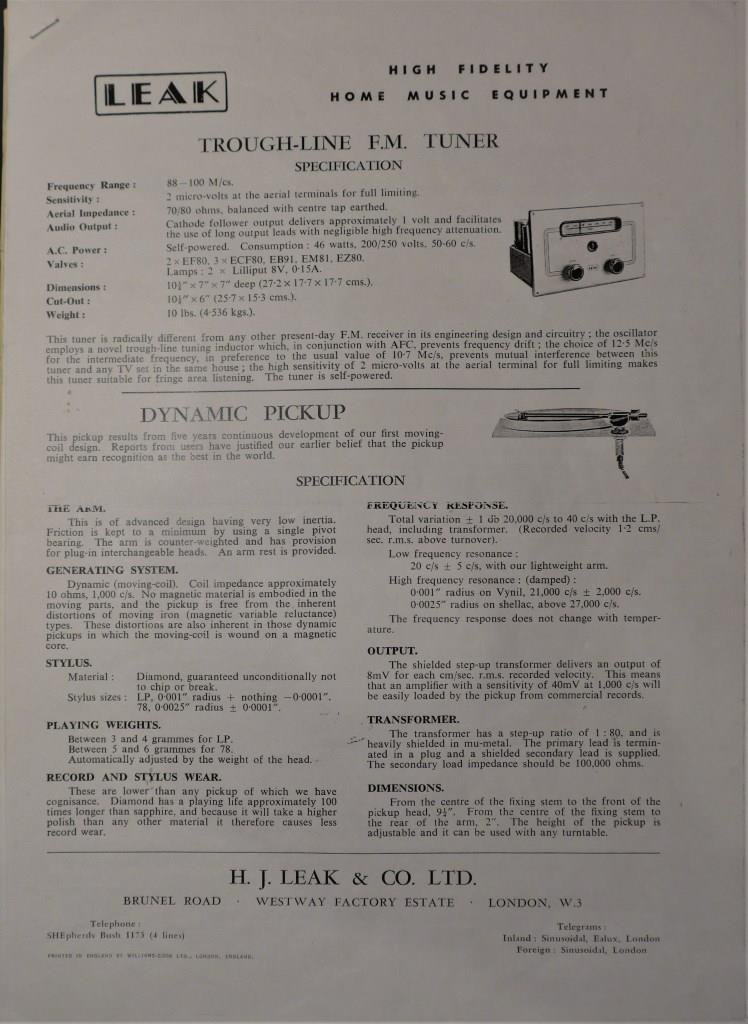 LEAK
HIGH FIDELITY
HOME MUSIC EQUIPMENT
TROUGH-LINE F.M. TUNER
SPECIFICATION
Frequency Range : 88—100 M/cs.
Sensitivity : 2 micro-volts at the aerial terminals for full limiting.
Aerial Impedance : 70/80 ohms, balanced with centre tap earthed.
Audio Output : Cathode follower output delivers approximately 1 volt and facilitates
the use of long output leads with negligible high frequency attenuation.
A.C. Power : Self-powered. Consumption : 46 watts, 200/250 volts, 50-60 c/s.
Valves : 2 × EF80, 3 × ECF80, EB91, EM81, EZ80.
Lamps : 2 × Lilliput 8V, 0·15A.
Dimensions : 10½″ × 7″ × 7″ deep (27·2 × 17·7 × 17·7 cms.).
Cut-Out : 10⅛″ × 6″ (25·7 × 15·3 cms.).
Weight : 10 lbs. (4·536 kgs.).
This tuner is radically different from any other present-day F.M. receiver in its engineering design and circuitry ; the oscillator
employs a novel trough-line tuning inductor which, in conjunction with AFC, prevents frequency drift ; the choice of 12·5 Mc/s
for the intermediate frequency, in preference to the usual value of 10·7 Mc/s, prevents mutual interference between this
tuner and any TV set in the same house ; the high sensitivity of 2 micro-volts at the aerial terminal for full limiting makes
this tuner suitable for fringe area listening. The tuner is self-powered.
DYNAMIC PICKUP
This pickup results from five years continuous development of our first moving-
coil design. Reports from users have justified our earlier belief that the pickup
might earn recognition as the best in the world.
SPECIFICATION
THE ARM.
This is of advanced design having very low inertia.
Friction is kept to a minimum by using a single pivot
bearing. The arm is counter-weighted and has provision
for plug-in interchangeable heads. An arm rest is provided.
GENERATING SYSTEM.
Dynamic (moving-coil). Coil impedance approximately
10 ohms, 1,000 c/s. No magnetic material is embodied in the
moving parts, and the pickup is free from the inherent
distortions of moving iron (magnetic variable reluctance)
types. These distortions are also inherent in those dynamic
pickups in which the moving-coil is wound on a magnetic
core.
STYLUS.
Material : Diamond, guaranteed unconditionally not
to chip or break.
Stylus sizes : LP, 0·001″ radius + nothing −0·0001″.
78, 0·0025″ radius ± 0·0001″.
PLAYING WEIGHTS.
Between 3 and 4 grammes for LP.
Between 5 and 6 grammes for 78.
Automatically adjusted by the weight of the head.
RECORD AND STYLUS WEAR.
These are lower than any pickup of which we have
cognisance. Diamond has a playing life approximately 100
times longer than sapphire, and because it will take a higher
polish than any other material it therefore causes less
record wear.
FREQUENCY RESPONSE.
Total variation ± 1 db 20,000 c/s to 40 c/s with the L.P.
head, including transformer. (Recorded velocity 1·2 cms/
sec. r.m.s. above turnover).
Low frequency resonance :
20 c/s ± 5 c/s, with our lightweight arm.
High frequency resonance : (damped) :
0·001″ radius on Vynil, 21,000 c/s ± 2,000 c/s.
0·0025″ radius on shellac, above 27,000 c/s.
The frequency response does not change with temper-
ature.
OUTPUT.
The shielded step-up transformer delivers an output of
8mV for each cm/sec. r.m.s. recorded velocity. This means
that an amplifier with a sensitivity of 40mV at 1,000 c/s will
be easily loaded by the pickup from commercial records.
TRANSFORMER.
The transformer has a step-up ratio of 1 : 80, and is
heavily shielded in mu-metal. The primary lead is termin-
ated in a plug and a shielded secondary lead is supplied.
The secondary load impedance should be 100,000 ohms.
DIMENSIONS.
From the centre of the fixing stem to the front of the
pickup head, 9½″. From the centre of the fixing stem to
the rear of the arm, 2″. The height of the pickup is
adjustable and it can be used with any turntable.
H. J. LEAK & CO. LTD.
BRUNEL ROAD · WESTWAY FACTORY ESTATE · LONDON, W.3
Telephone :
SHEpherds Bush 1173 (4 lines)
Telegrams :
Inland : Sinusoidal, Ealux, London
Foreign : Sinusoidal, London
PRINTED IN ENGLAND BY WILLIAMS-COOK LTD., LONDON, ENGLAND.